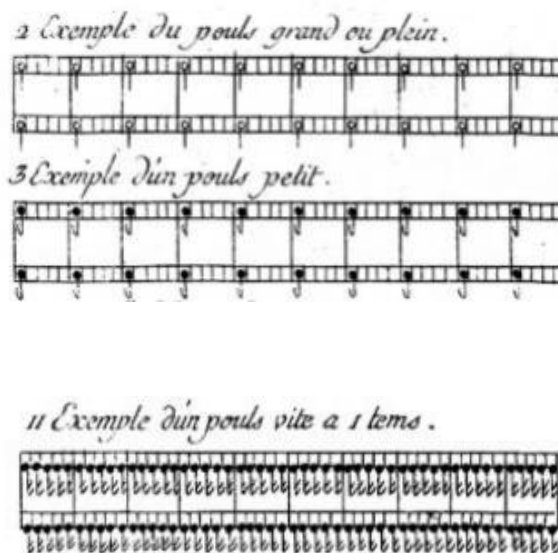 2 Exemple du pouls grand ou plein.
3 Exemple d'un pouls petit.
11 Exemple d'un pouls vite a 1 tems.